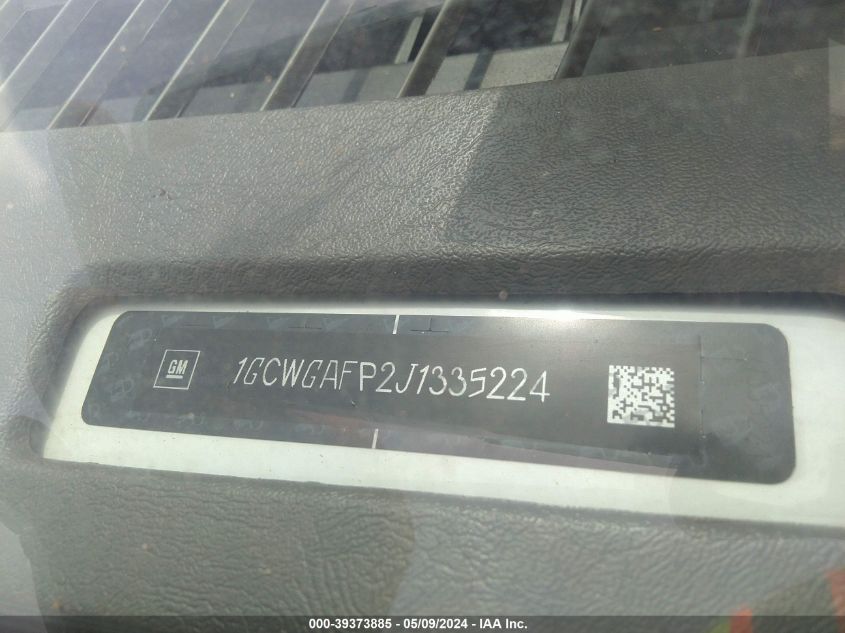 GM
1GCWGAFP2J1335224
000-39373885 - 05/09/2024 - IAA Inc.